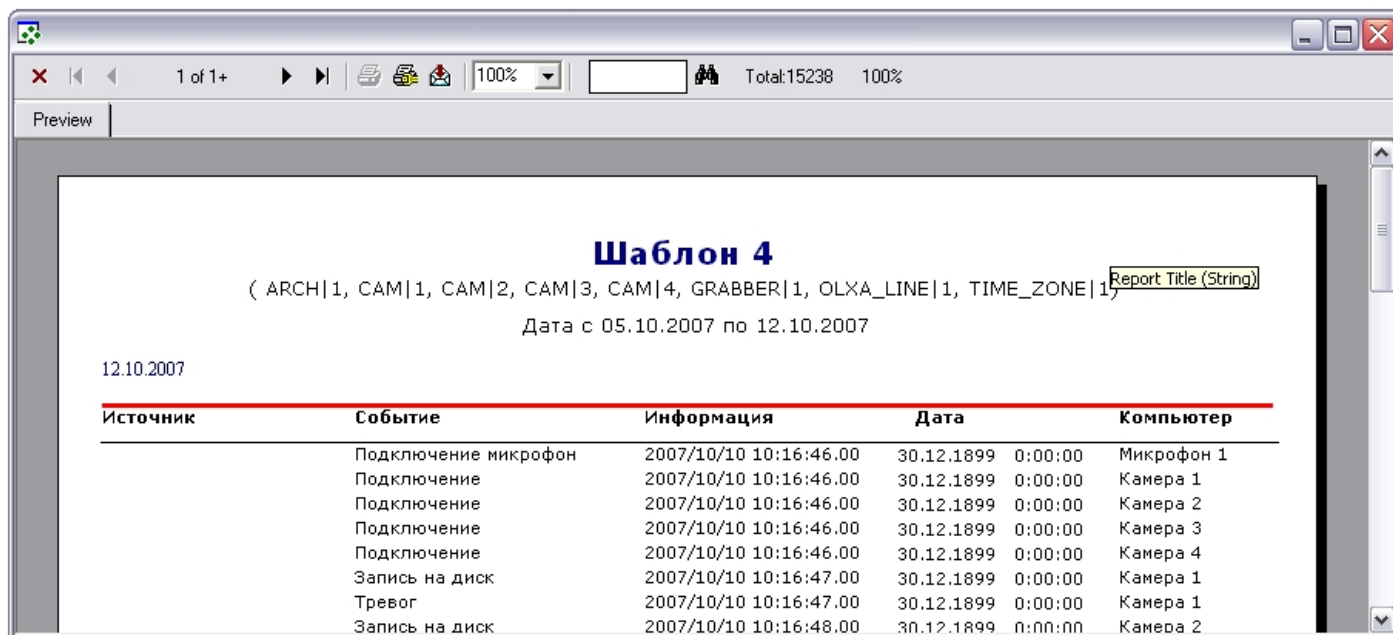 1 of 1+ 100% Total:15238 100%
Preview
Шаблон 4
( ARCH|1, CAM|1, CAM|2, CAM|3, CAM|4, GRABBER|1, OLXA_LINE|1, TIME_ZONE|1)
Report Title (String)
Дата с 05.10.2007 по 12.10.2007
12.10.2007
Источник Событие Информация Дата Компьютер
Подключение микрофон 2007/10/10 10:16:46.00 30.12.1899 0:00:00 Микрофон 1
Подключение 2007/10/10 10:16:46.00 30.12.1899 0:00:00 Камера 1
Подключение 2007/10/10 10:16:46.00 30.12.1899 0:00:00 Камера 2
Подключение 2007/10/10 10:16:46.00 30.12.1899 0:00:00 Камера 3
Подключение 2007/10/10 10:16:46.00 30.12.1899 0:00:00 Камера 4
Запись на диск 2007/10/10 10:16:47.00 30.12.1899 0:00:00 Камера 1
Тревог 2007/10/10 10:16:47.00 30.12.1899 0:00:00 Камера 1
Запись на диск 2007/10/10 10:16:48.00 30.12.1899 0:00:00 Камера 2